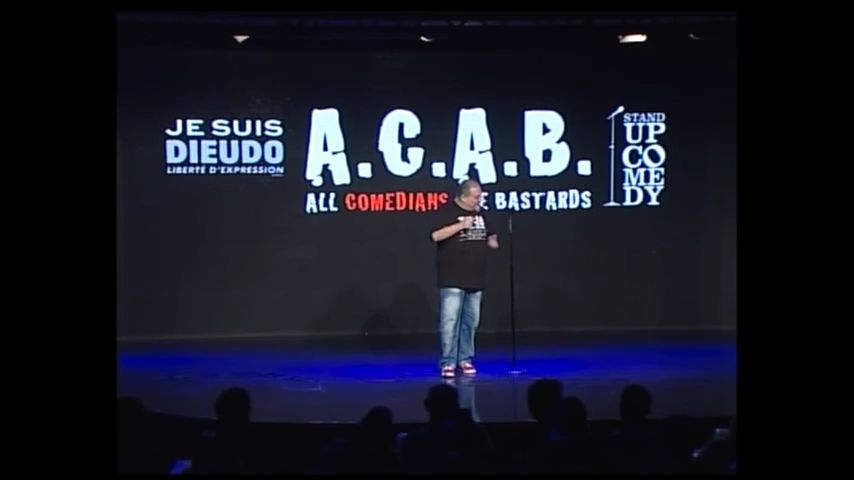 JE SUIS
DIEUDO
LIBERTÉ D'EXPRESSION
A.C.A.B.
ALL COMEDIANS E BASTARDS
STAND
UP
CO
ME
DY